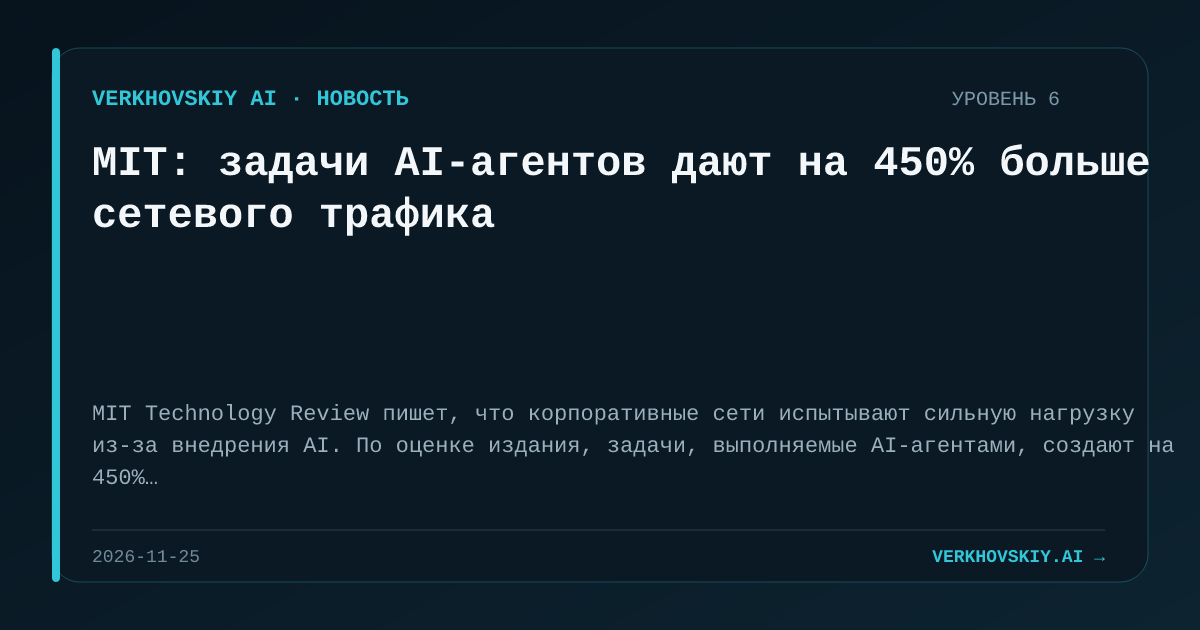 VERKHOVSKIY AI · НОВОСТЬ
УРОВЕНЬ 6
MIT: задачи AI-агентов дают на 450% больше
сетевого трафика
MIT Technology Review пишет, что корпоративные сети испытывают сильную нагрузку
из-за внедрения AI. По оценке издания, задачи, выполняемые AI-агентами, создают на
450%…
2026-11-25
VERKHOVSKIY.AI →